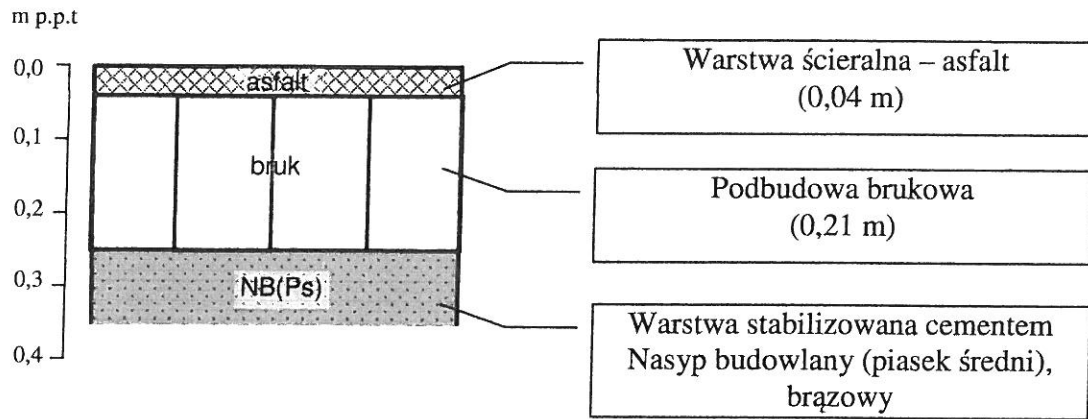 m p.p.t
0,0
0,1
0,2
0,3
0,4
asfalt
bruk
NB(Ps)
Warstwa ścieralna – asfalt
(0,04 m)
Podbudowa brukowa
(0,21 m)
Warstwa stabilizowana cementem
Nasyp budowlany (piasek średni),
brązowy